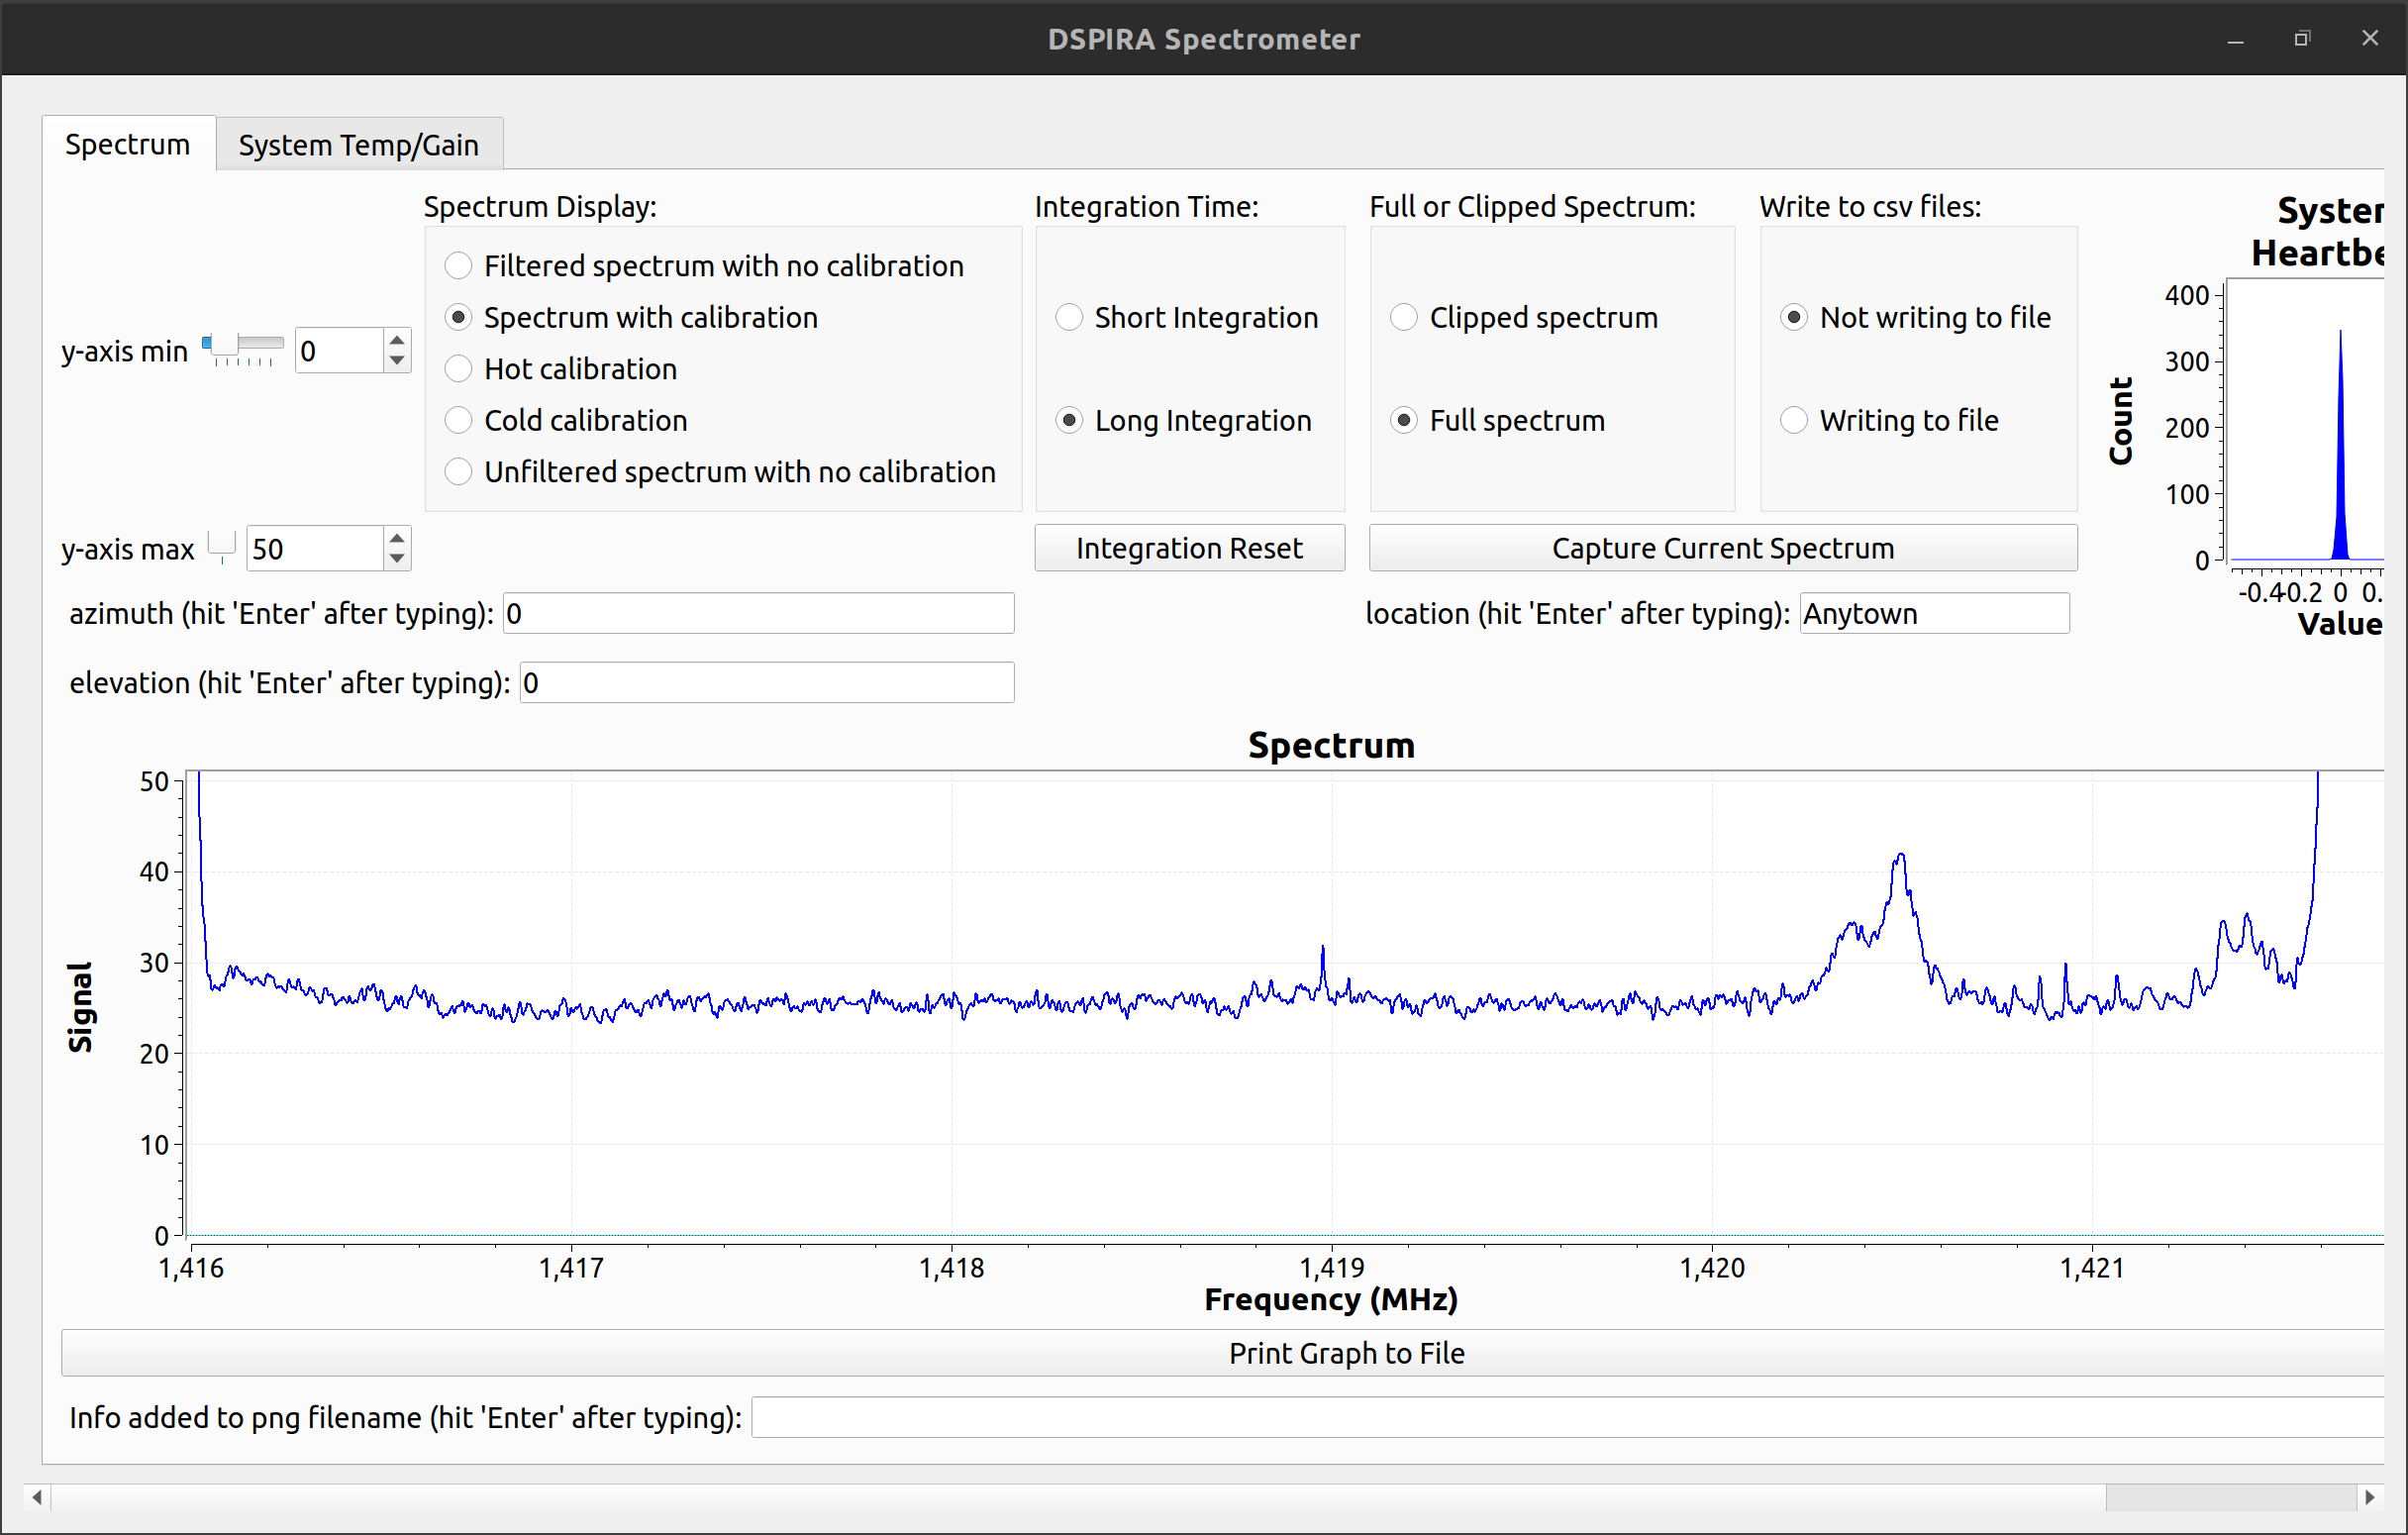 DSPIRA Spectrometer
Spectrum
System Temp/Gain
Spectrum Display:
Filtered spectrum with no calibration
Spectrum with calibration
Hot calibration
Cold calibration
Unfiltered spectrum with no calibration
Integration Time:
Short Integration
Long Integration
Integration Reset
Full or Clipped Spectrum:
Clipped spectrum
Full spectrum
Write to csv files:
Not writing to file
Writing to file
Capture Current Spectrum
y-axis min 0
y-axis max 50
azimuth (hit 'Enter' after typing): 0
location (hit 'Enter' after typing): Anytown
elevation (hit 'Enter' after typing): 0
Count
400
300
200
100
0
-0.4 -0.2 0
Value
Spectrum
Signal
50
40
30
20
10
0
1,416 1,417 1,418 1,419 1,420 1,421
Frequency (MHz)
Print Graph to File
Info added to png filename (hit 'Enter' after typing):